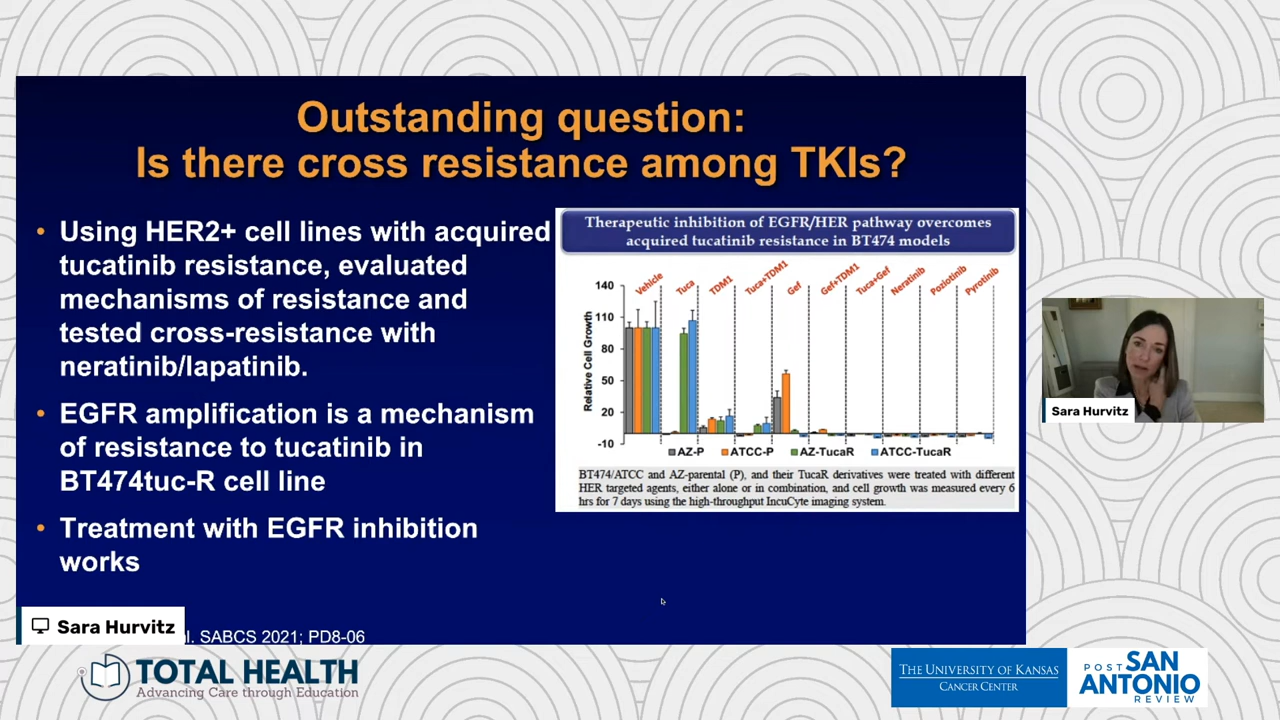 Outstanding question:
Is there cross resistance among TKIs?
• Using HER2+ cell lines with acquired
tucatinib resistance, evaluated
mechanisms of resistance and
tested cross-resistance with
neratinib/lapatinib.
• EGFR amplification is a mechanism
of resistance to tucatinib in
BT474tuc-R cell line
• Treatment with EGFR inhibition
works
Therapeutic inhibition of EGFR/HER pathway overcomes
acquired tucatinib resistance in BT474 models
Vehicle Tuca TDM1 Tuca+TDM1 Gef Gef+TDM1 Tuca+Gef Neratinib Poziotinib Pyrotinib
Relative Cell Growth
140
110
80
50
20
-10
AZ-P ATCC-P AZ-TucaR ATCC-TucaR
BT474/ATCC and AZ-parental (P), and their TucaR derivatives were treated with different
HER targeted agents, either alone or in combination, and cell growth was measured every 6
hrs for 7 days using the high-throughput IncuCyte imaging system.
Sara Hurvitz
Sara Hurvitz
l. SABCS 2021; PD8-06
TOTAL HEALTH
Advancing Care through Education
THE UNIVERSITY OF KANSAS
CANCER CENTER
POST
SAN
ANTONIO
REVIEW